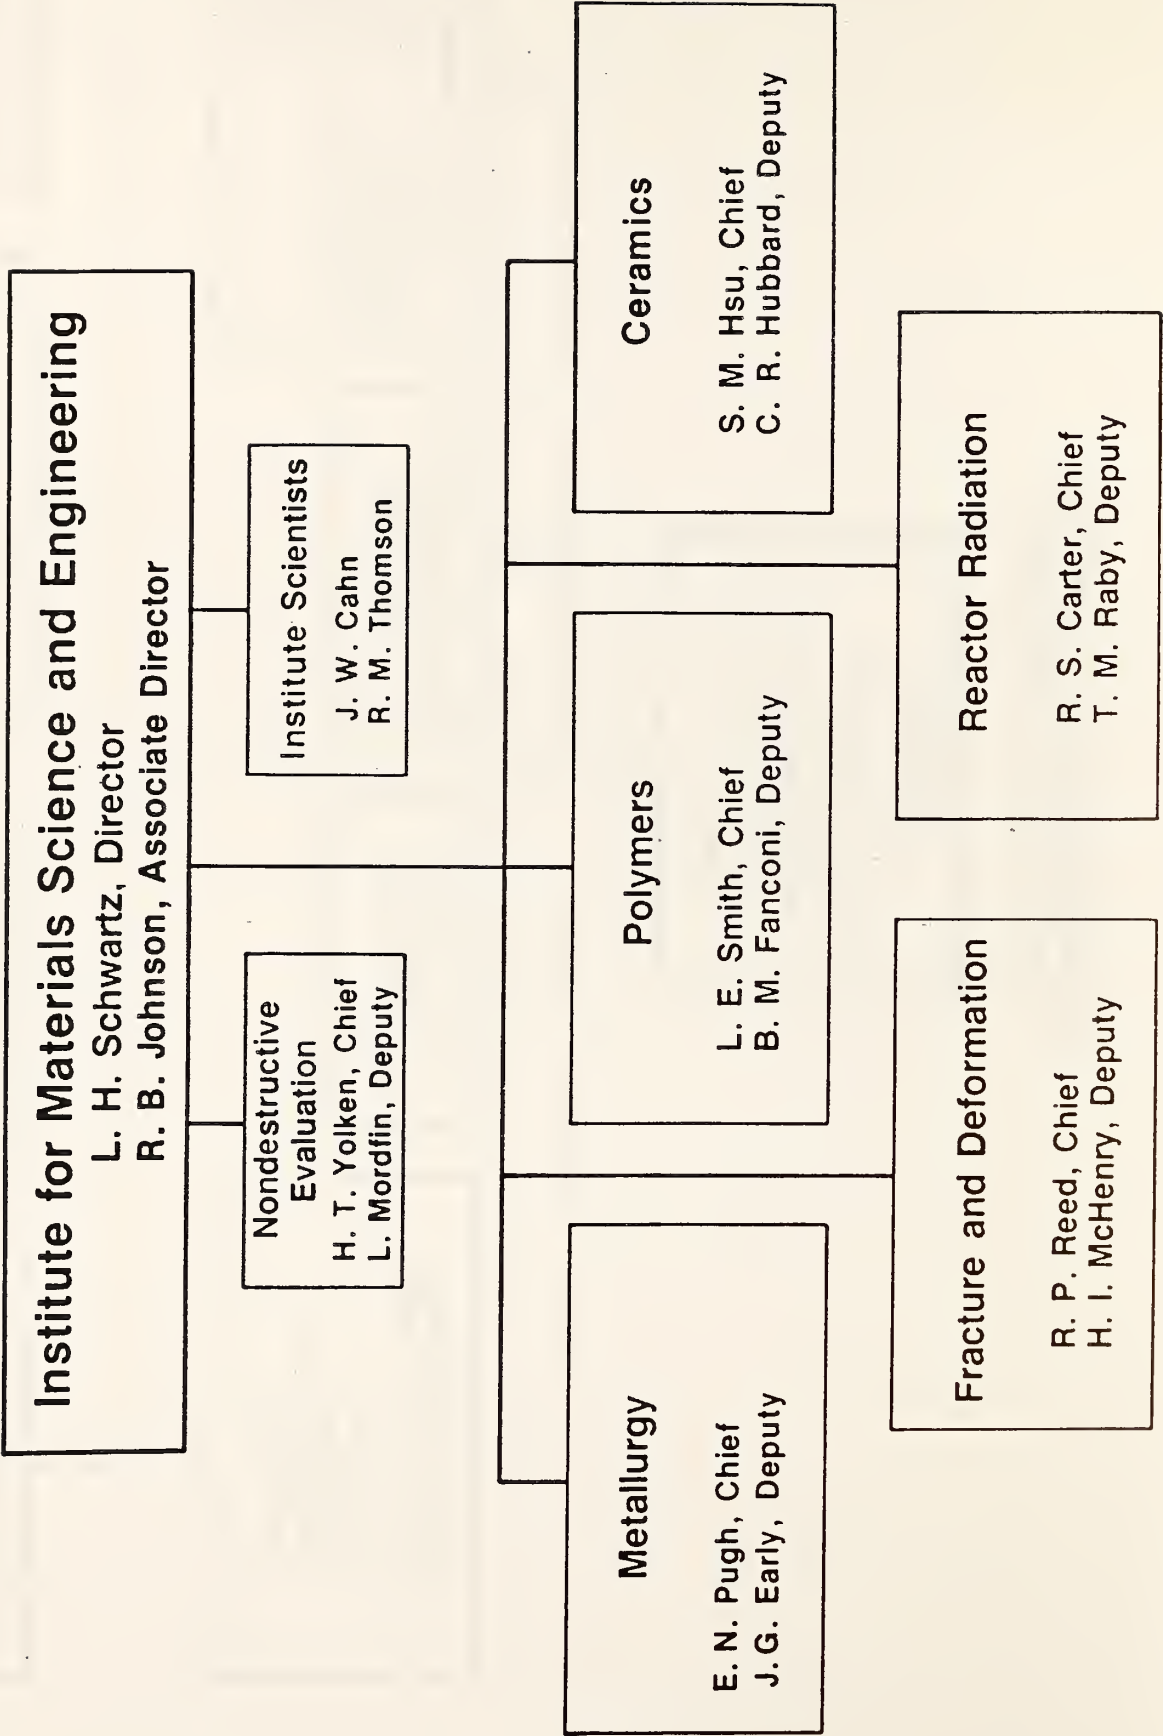 Institute for Materials Science and Engineering
L. H. Schwartz, Director
R. B. Johnson, Associate Director
Nondestructive
Evaluation
H. T. Yolken, Chief
L. Mordfin, Deputy
Institute Scientists
J. W. Cahn
R. M. Thomson
Metallurgy
E. N. Pugh, Chief
J. G. Early, Deputy
Polymers
L. E. Smith, Chief
B. M. Fanconi, Deputy
Ceramics
S. M. Hsu, Chief
C. R. Hubbard, Deputy
Fracture and Deformation
R. P. Reed, Chief
H. I. McHenry, Deputy
Reactor Radiation
R. S. Carter, Chief
T. M. Raby, Deputy